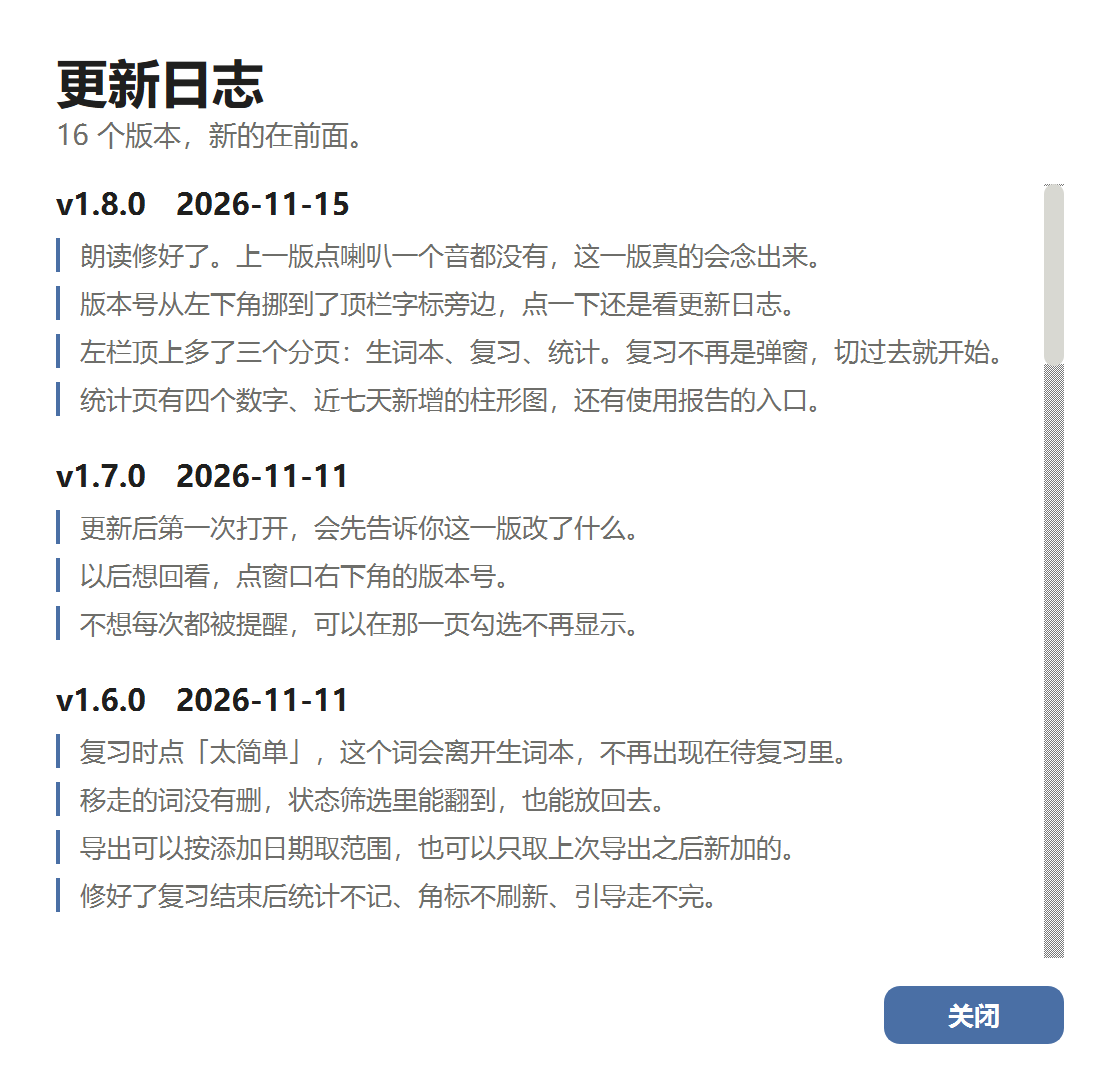 更新日志
16 个版本，新的在前面。
v1.8.0 2026-11-15
朗读修好了。上一版点喇叭一个音都没有，这一版真的会念出来。
版本号从左下角挪到了顶栏字标旁边，点一下还是看更新日志。
左栏顶上多了三个分页：生词本、复习、统计。复习不再是弹窗，切过去就开始。
统计页有四个数字、近七天新增的柱形图，还有使用报告的入口。
v1.7.0 2026-11-11
更新后第一次打开，会先告诉你这一版改了什么。
以后想回看，点窗口右下角的版本号。
不想每次都被提醒，可以在那一页勾选不再显示。
v1.6.0 2026-11-11
复习时点「太简单」，这个词会离开生词本，不再出现在待复习里。
移走的词没有删，状态筛选里能翻到，也能放回去。
导出可以按添加日期取范围，也可以只取上次导出之后新加的。
修好了复习结束后统计不记、角标不刷新、引导走不完。
关闭